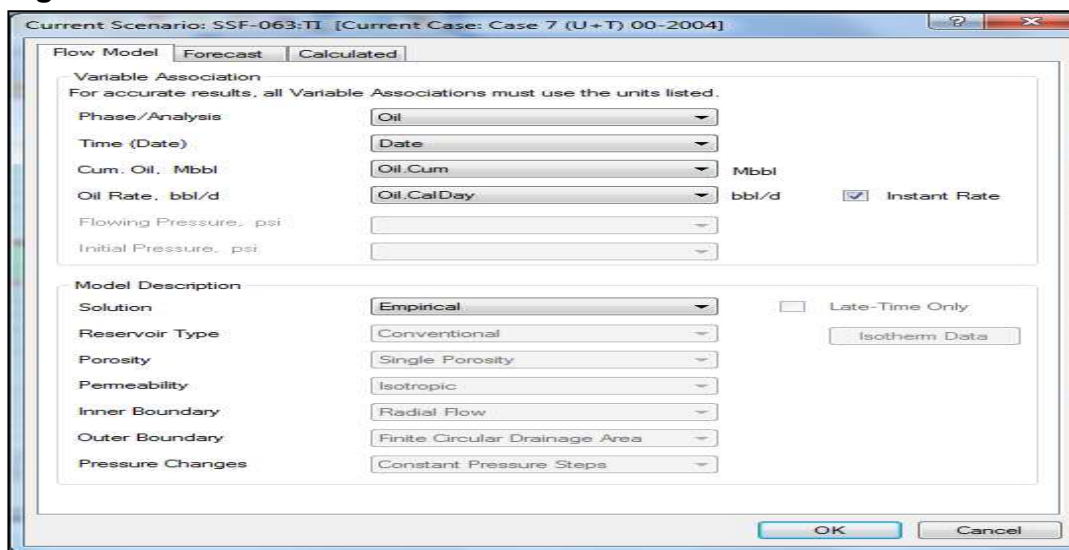 Current Scenario: SSF-063:TI [Current Case: Case 7 (U+T) 00-2004]
Flow Model Forecast Calculated
Variable Association
For accurate results, all Variable Associations must use the units listed.
Phase/Analysis Oil
Time (Date) Date
Cum. Oil, Mbbl Oil.Cum Mbbl
Oil Rate, bbl/d Oil.CalDay bbl/d Instant Rate
Flowing Pressure, psi
Initial Pressure, psi
Model Description
Solution Empirical Late-Time Only
Reservoir Type Conventional Isotherm Data
Porosity Single Porosity
Permeability Isotropic
Inner Boundary Radial Flow
Outer Boundary Finite Circular Drainage Area
Pressure Changes Constant Pressure Steps
OK Cancel